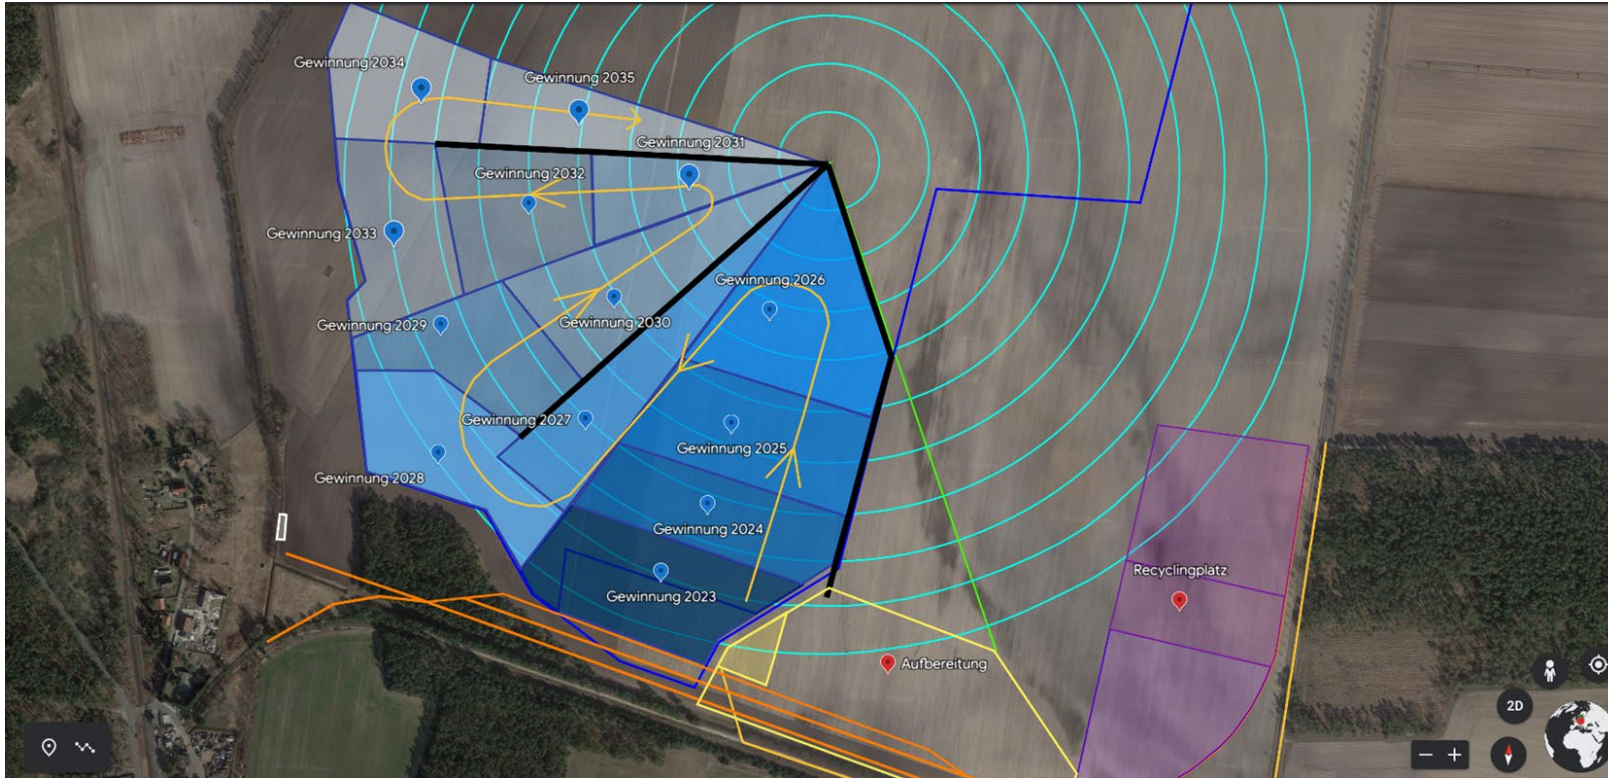 Gewinnung 2034
Gewinnung 2035
Gewinnung 2031
Gewinnung 2032
Gewinnung 2033
Gewinnung 2026
Gewinnung 2029
Gewinnung 2030
Gewinnung 2027
Gewinnung 2025
Gewinnung 2028
Gewinnung 2024
Recyclingplatz
Gewinnung 2023
Aufbereitung
2D